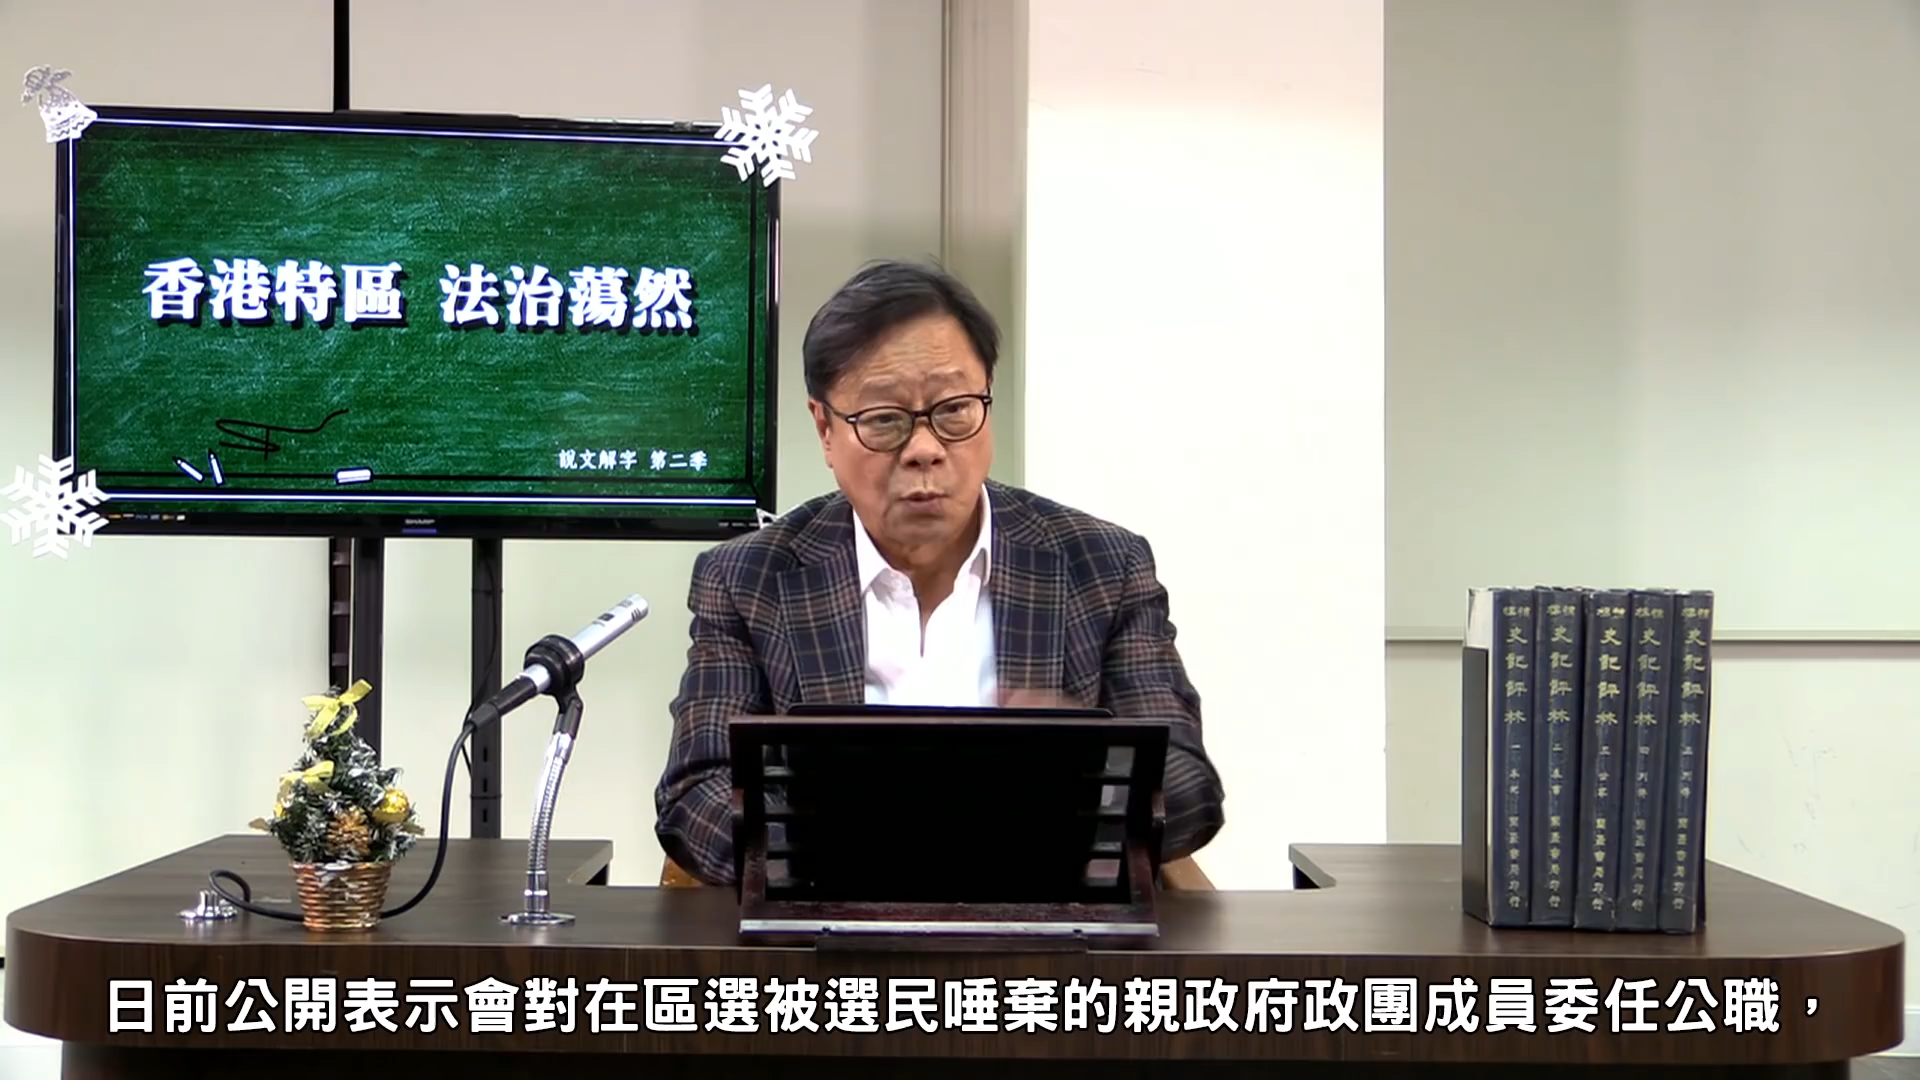 香港特區 法治蕩然
說文解字 第二季
SHARP
史記評林
史記評林
史記評林
史記評林
史記評林
日前公開表示會對在區選被選民唾棄的親政府政團成員委任公職，